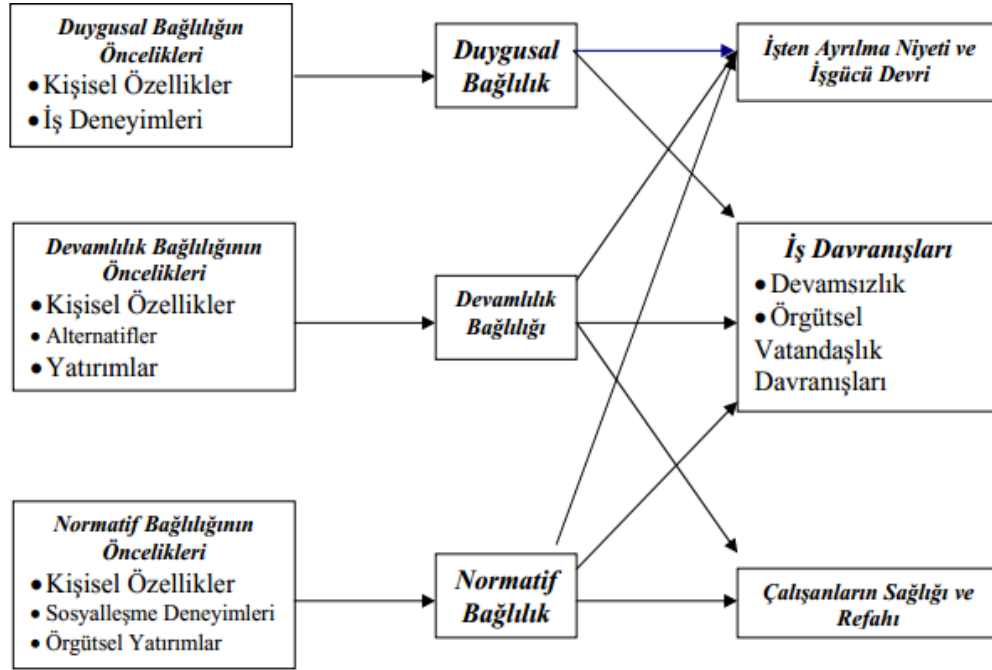 Duygusal Bağlılığın
Öncelikleri
• Kişisel Özellikler
• İş Deneyimleri
Duygusal
Bağlılık
İşten Ayrılma Niyeti ve
İşgücü Devri
Devamlılık Bağlılığının
Öncelikleri
• Kişisel Özellikler
• Alternatifler
• Yatırımlar
Devamlılık
Bağlılığı
İş Davranışları
• Devamsızlık
• Örgütsel
Vatandaşlık
Davranışları
Normatif Bağlılığının
Öncelikleri
• Kişisel Özellikler
• Sosyalleşme Deneyimleri
• Örgütsel Yatırımlar
Normatif
Bağlılık
Çalışanların Sağlığı ve
Refahı